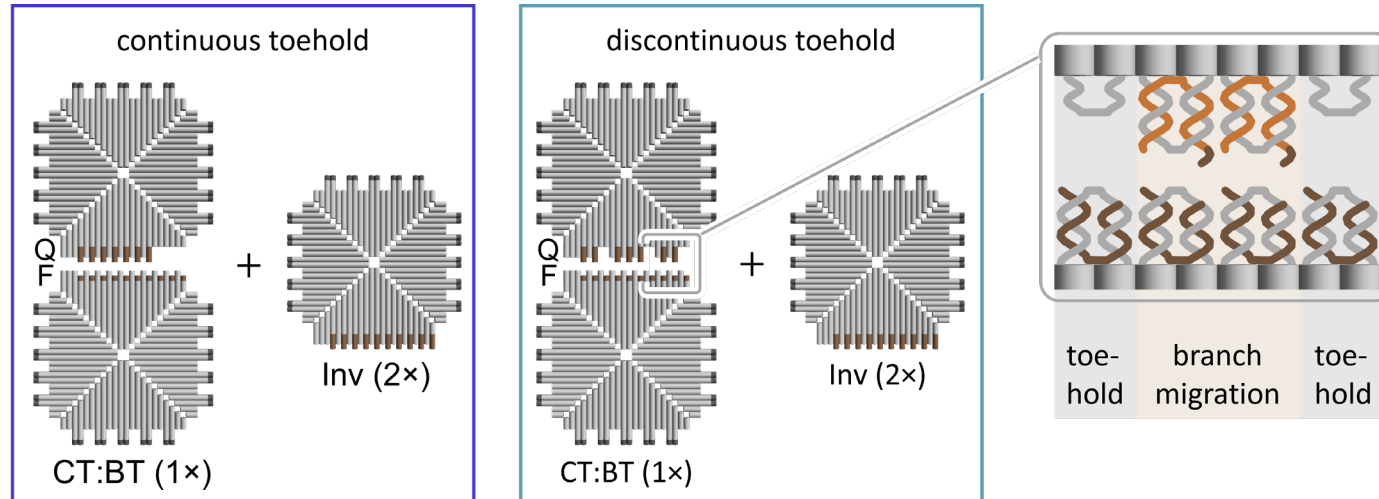 continuous toehold
Q
F
+
Inv (2×)
CT:BT (1×)
discontinuous toehold
Q
F
+
Inv (2×)
CT:BT (1×)
toe-
hold
branch
migration
toe-
hold